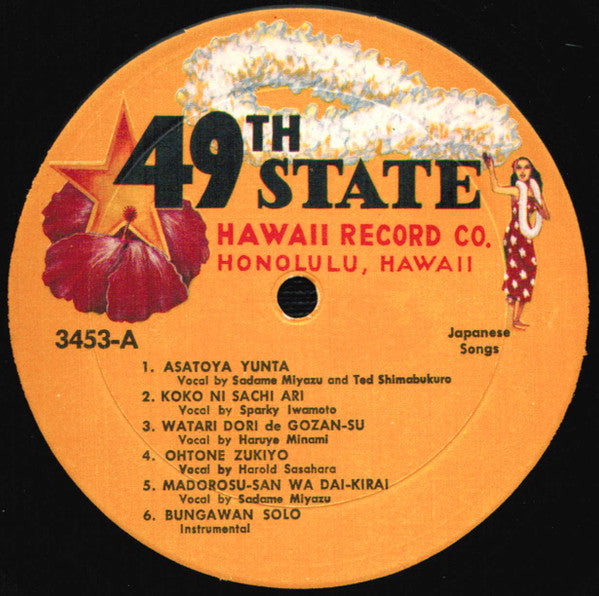 49TH
STATE
HAWAII RECORD CO.
HONOLULU, HAWAII
3453-A
Japanese
Songs
1. ASATOYA YUNTA
Vocal by Sadame Miyazu and Ted Shimabukuro
2. KOKO NI SACHI ARI
Vocal by Sparky Iwamoto
3. WATARI DORI de GOZAN-SU
Vocal by Haruye Minami
4. OHTONE ZUKIYO
Vocal by Harold Sasahara
5. MADOROSU-SAN WA DAI-KIRAI
Vocal by Sadame Miyazu
6. BUNGAWAN SOLO
Instrumental